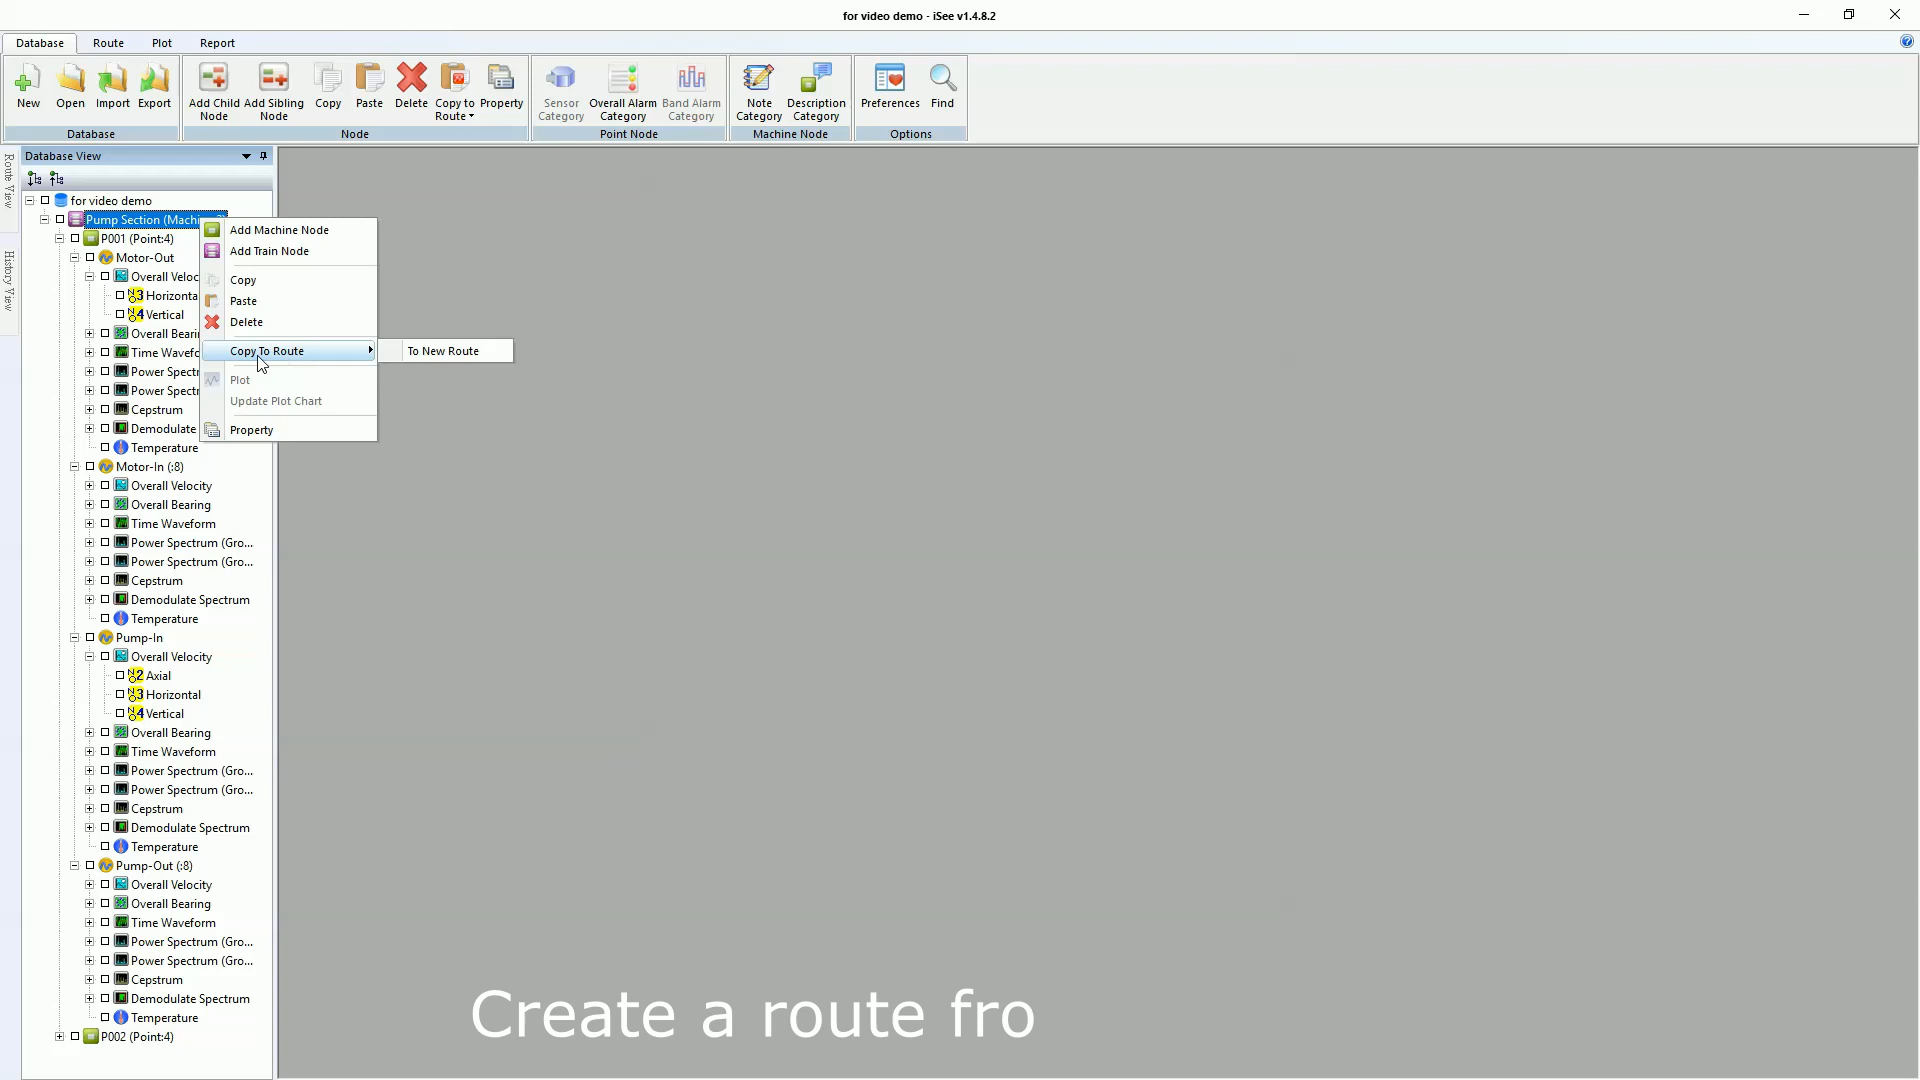 for video demo - iSee v1.4.8.2
Database Route Plot Report
New Open Import Export
Add Child Node Add Sibling Node Copy Paste Delete Copy to Route Property
Sensor Category Overall Alarm Category Band Alarm Category
Note Category Description Category
Preferences Find
Database Node Point Node Machine Node Options
Route View
History View
Database View
for video demo
Pump Section (Machi
P001 (Point:4)
Motor-Out
Overall Veloc
3 Horizonta
4 Vertical
Overall Beari
Time Wavefo
Power Spectr
Power Spectr
Cepstrum
Demodulate
Temperature
Motor-In (:8)
Overall Velocity
Overall Bearing
Time Waveform
Power Spectrum (Gro...
Power Spectrum (Gro...
Cepstrum
Demodulate Spectrum
Temperature
Pump-In
Overall Velocity
2 Axial
3 Horizontal
4 Vertical
Overall Bearing
Time Waveform
Power Spectrum (Gro...
Power Spectrum (Gro...
Cepstrum
Demodulate Spectrum
Temperature
Pump-Out (:8)
Overall Velocity
Overall Bearing
Time Waveform
Power Spectrum (Gro...
Power Spectrum (Gro...
Cepstrum
Demodulate Spectrum
Temperature
P002 (Point:4)
Add Machine Node
Add Train Node
Copy
Paste
Delete
Copy To Route
To New Route
Plot
Update Plot Chart
Property
Create a route fro